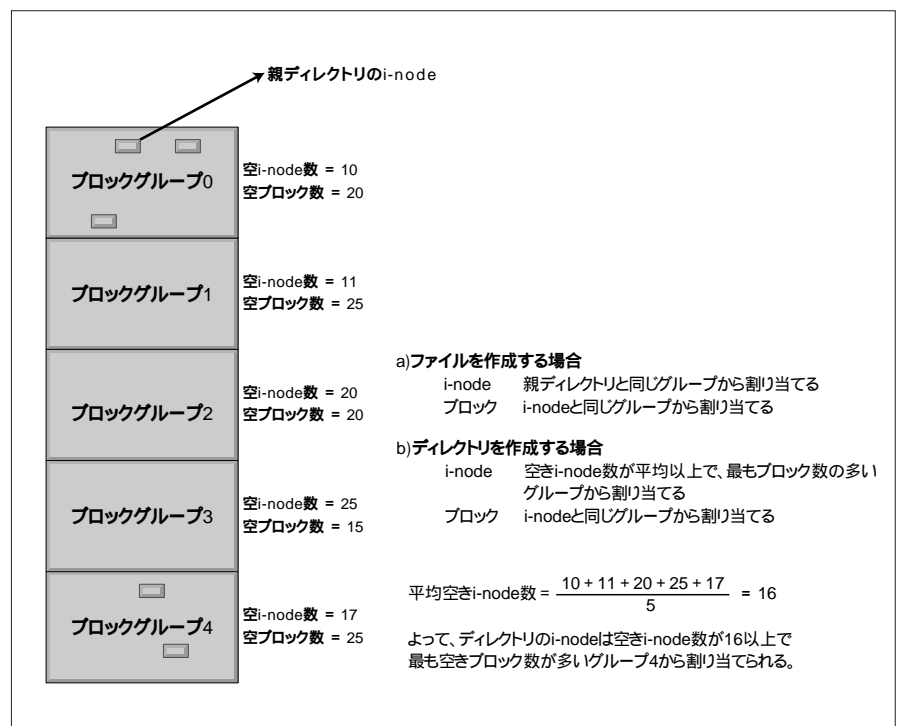 親ディレクトリのi-node
ブロックグループ0
空i-node数 = 10
空ブロック数 = 20
ブロックグループ1
空i-node数 = 11
空ブロック数 = 25
ブロックグループ2
空i-node数 = 20
空ブロック数 = 20
ブロックグループ3
空i-node数 = 25
空ブロック数 = 15
ブロックグループ4
空i-node数 = 17
空ブロック数 = 25
a)ファイルを作成する場合
i-node 親ディレクトリと同じグループから割り当てる
ブロック i-nodeと同じグループから割り当てる
b)ディレクトリを作成する場合
i-node 空きi-node数が平均以上で、最もブロック数の多い
グループから割り当てる
ブロック i-nodeと同じグループから割り当てる
平均空きi-node数 = 10 + 11 + 20 + 25 + 17 / 5 = 16
よって、ディレクトリのi-nodeは空きi-node数が16以上で
最も空きブロック数が多いグループ4から割り当てられる。